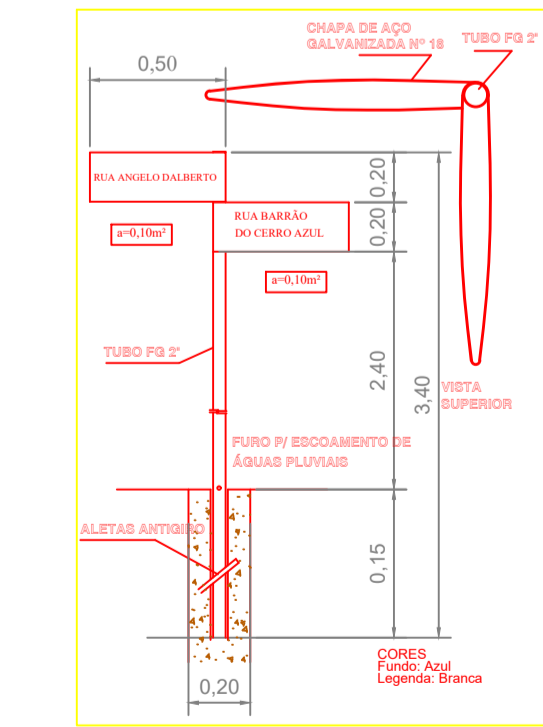 CHAPA DE AÇO
GALVANIZADA Nº 18
TUBO FG 2"
0,50
RUA ANGELO DALBERTO
0,20
RUA BARRÃO
DO CERRO AZUL
0,20
a=0,10m²
a=0,10m²
TUBO FG 2"
2,40
3,40
VISTA
SUPERIOR
FURO P/ ESCOAMENTO DE
ÁGUAS PLUVIAIS
ALETAS ANTIGIRO
0,15
CORES
Fundo: Azul
Legenda: Branca
0,20